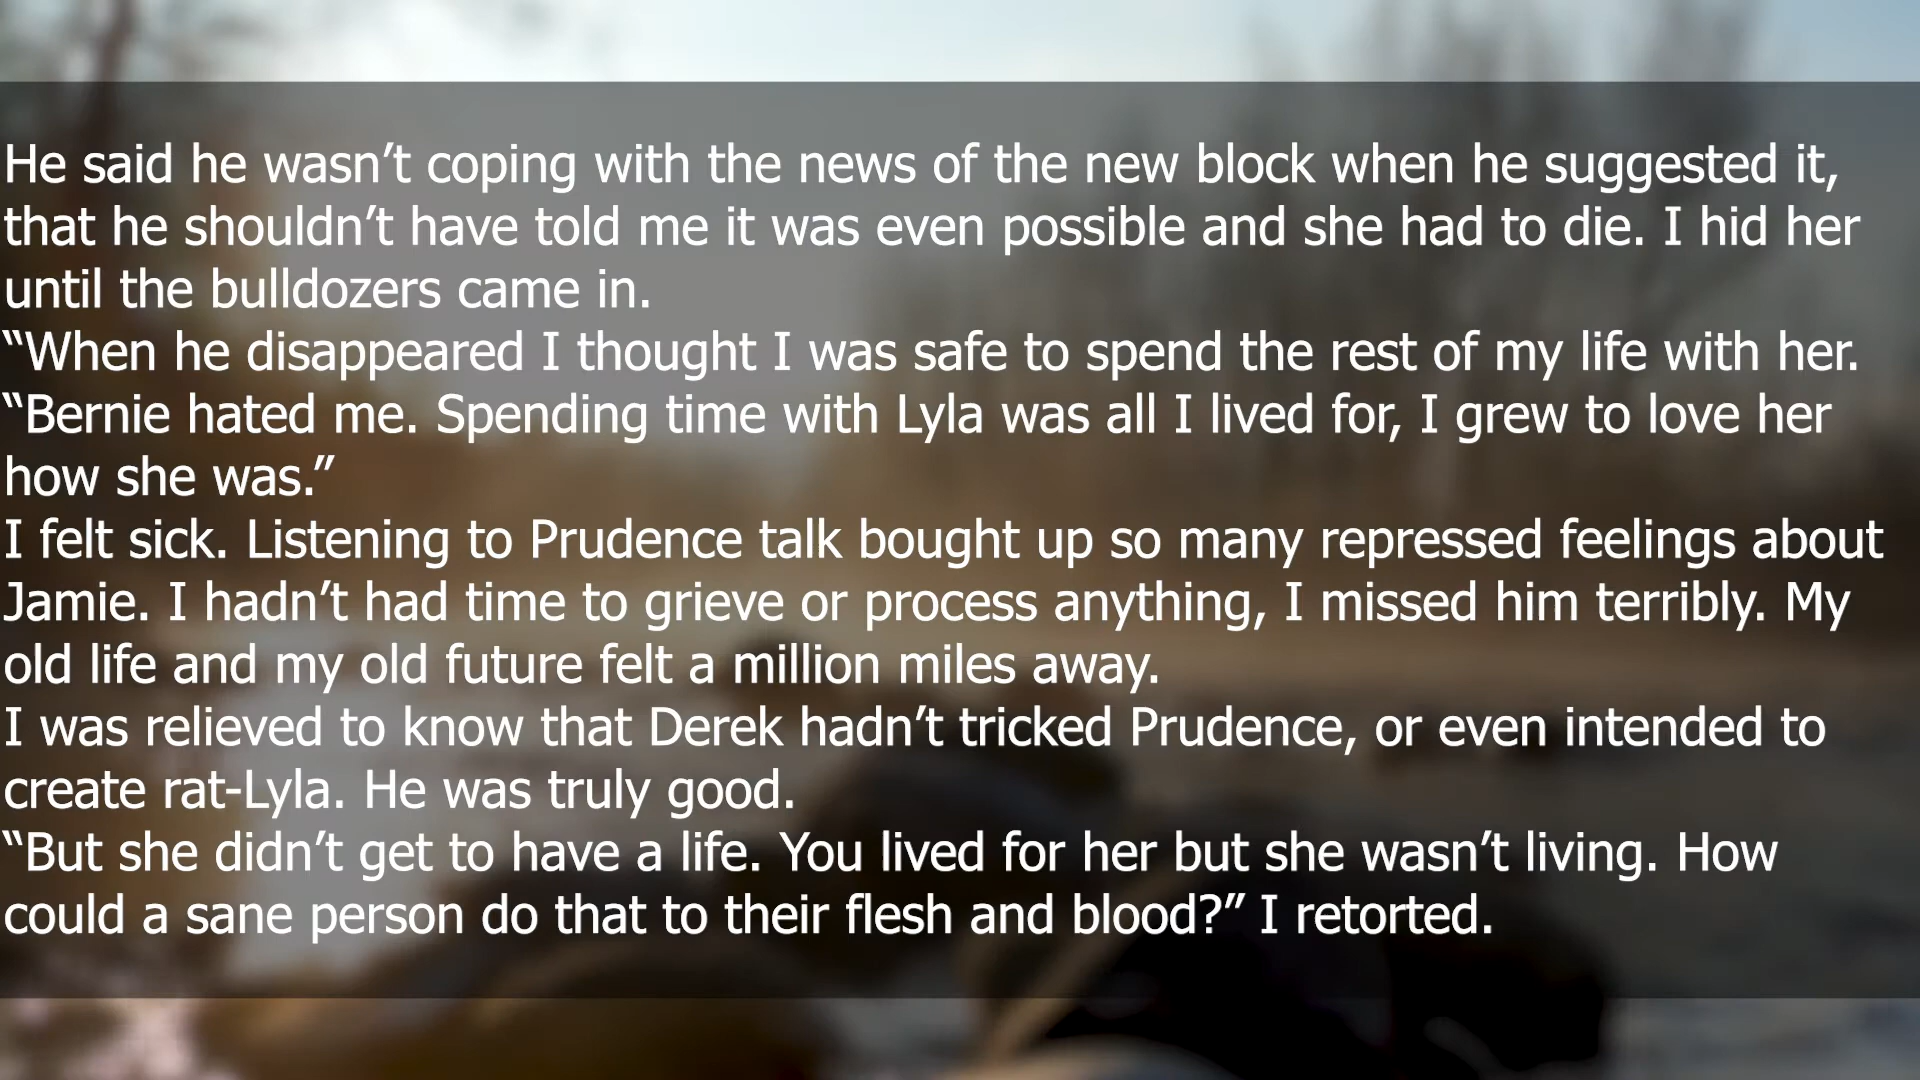 He said he wasn’t coping with the news of the new block when he suggested it,
that he shouldn’t have told me it was even possible and she had to die. I hid her
until the bulldozers came in.
“When he disappeared I thought I was safe to spend the rest of my life with her.
“Bernie hated me. Spending time with Lyla was all I lived for, I grew to love her
how she was.”
I felt sick. Listening to Prudence talk bought up so many repressed feelings about
Jamie. I hadn’t had time to grieve or process anything, I missed him terribly. My
old life and my old future felt a million miles away.
I was relieved to know that Derek hadn’t tricked Prudence, or even intended to
create rat-Lyla. He was truly good.
“But she didn’t get to have a life. You lived for her but she wasn’t living. How
could a sane person do that to their flesh and blood?” I retorted.